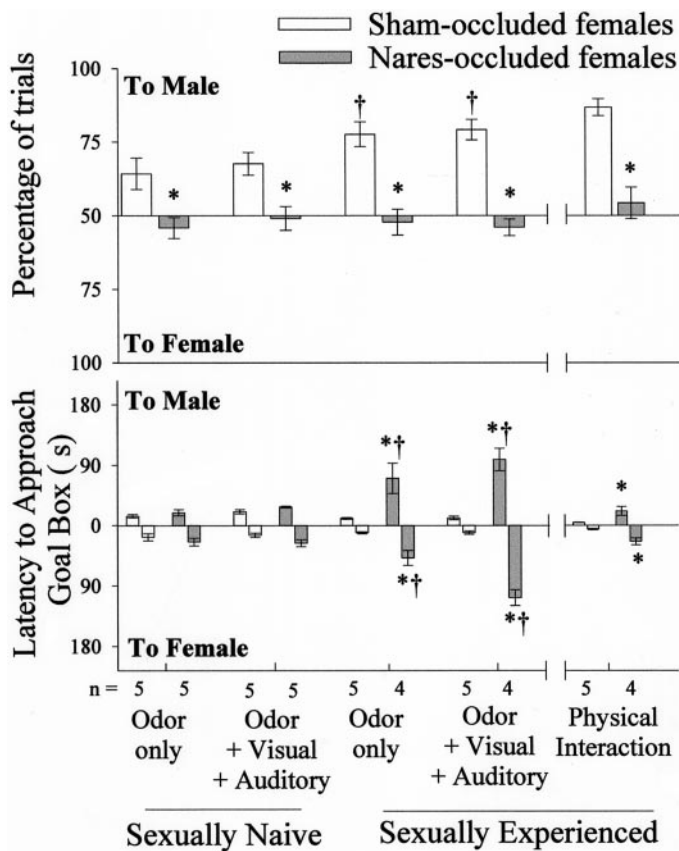 Sham-occluded females
Nares-occluded females
Percentage of trials
100
75
50
75
100
To Male
To Female
* * † * † * *
Latency to Approach
Goal Box ( s)
180
90
0
90
180
To Male
To Female
*† *† *
*† *† *
n = 5 5 5 5 5 4 5 4 5 4
Odor
only
Odor
+ Visual
+ Auditory
Odor
only
Odor
+ Visual
+ Auditory
Physical
Interaction
Sexually Naive
Sexually Experienced